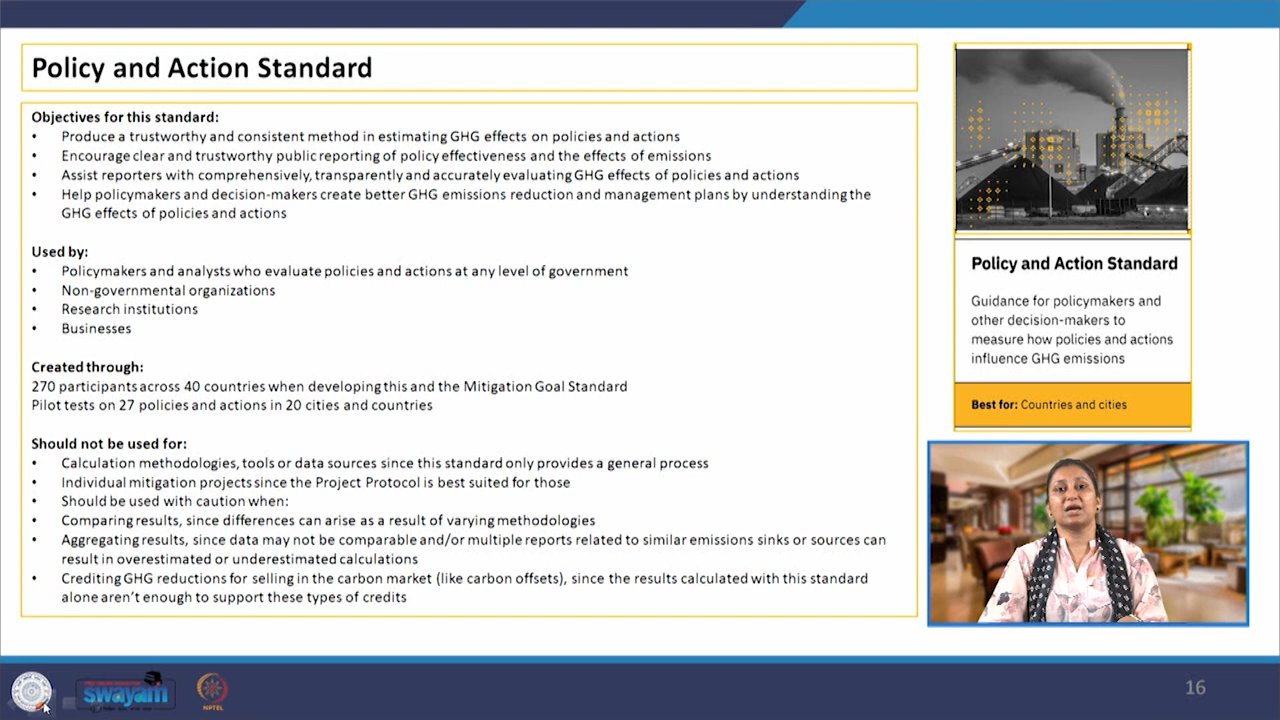 Policy and Action Standard
Objectives for this standard:
• Produce a trustworthy and consistent method in estimating GHG effects on policies and actions
• Encourage clear and trustworthy public reporting of policy effectiveness and the effects of emissions
• Assist reporters with comprehensively, transparently and accurately evaluating GHG effects of policies and actions
• Help policymakers and decision-makers create better GHG emissions reduction and management plans by understanding the
GHG effects of policies and actions
Used by:
• Policymakers and analysts who evaluate policies and actions at any level of government
• Non-governmental organizations
• Research institutions
• Businesses
Created through:
270 participants across 40 countries when developing this and the Mitigation Goal Standard
Pilot tests on 27 policies and actions in 20 cities and countries
Should not be used for:
• Calculation methodologies, tools or data sources since this standard only provides a general process
• Individual mitigation projects since the Project Protocol is best suited for those
• Should be used with caution when:
• Comparing results, since differences can arise as a result of varying methodologies
• Aggregating results, since data may not be comparable and/or multiple reports related to similar emissions sinks or sources can
result in overestimated or underestimated calculations
• Crediting GHG reductions for selling in the carbon market (like carbon offsets), since the results calculated with this standard
alone aren't enough to support these types of credits
Policy and Action Standard
Guidance for policymakers and
other decision-makers to
measure how policies and actions
influence GHG emissions
Best for: Countries and cities
swayam
NPTEL
16